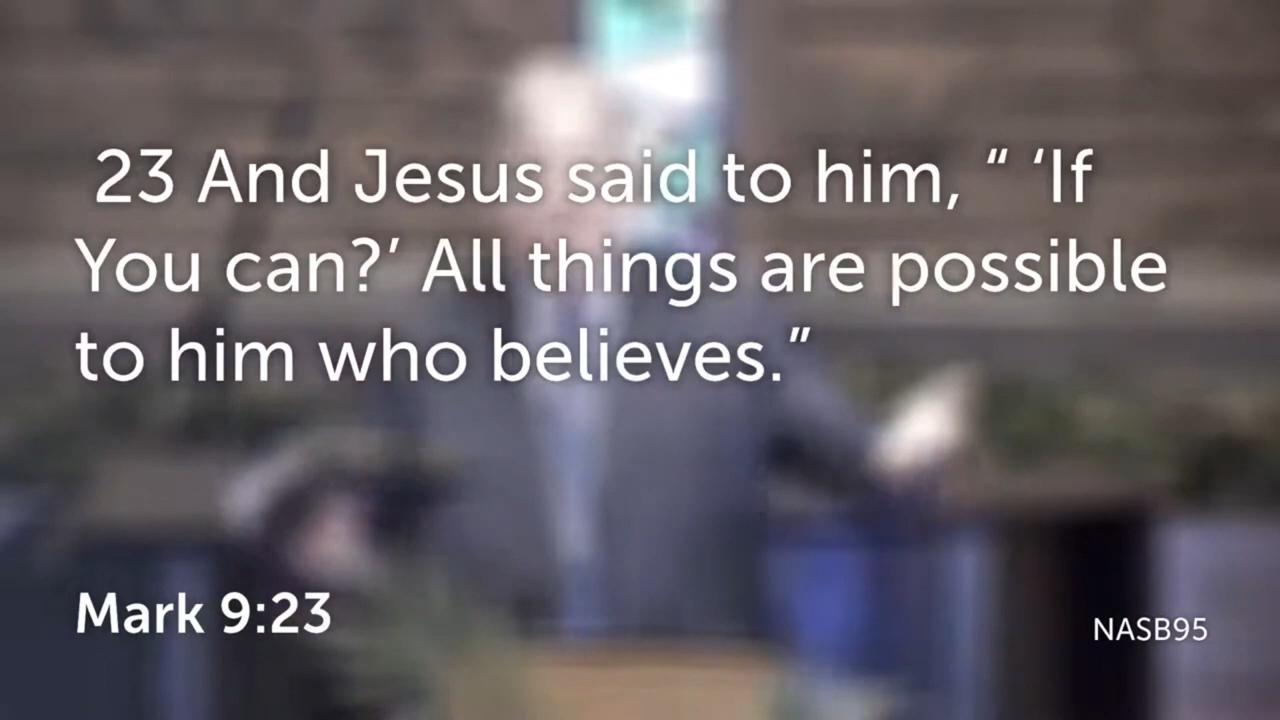 23 And Jesus said to him, “ ‘If
You can?’ All things are possible
to him who believes.”
Mark 9:23
NASB95